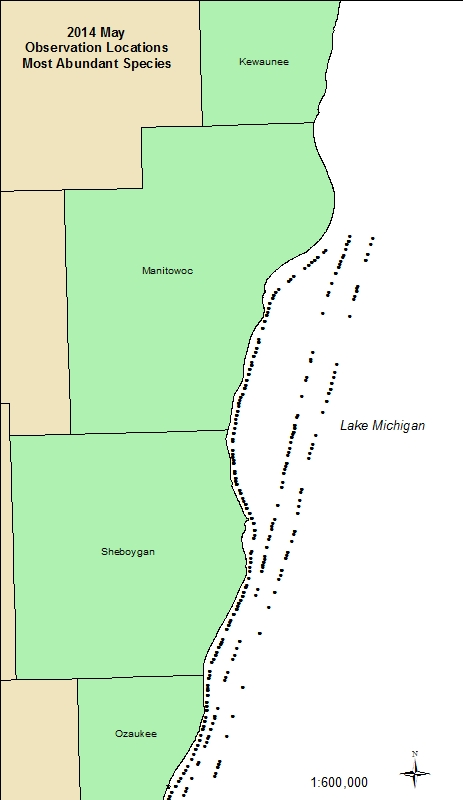 2014 May
Observation Locations
Most Abundant Species
Kewaunee
Manitowoc
Lake Michigan
Sheboygan
Ozaukee
N
1:600,000